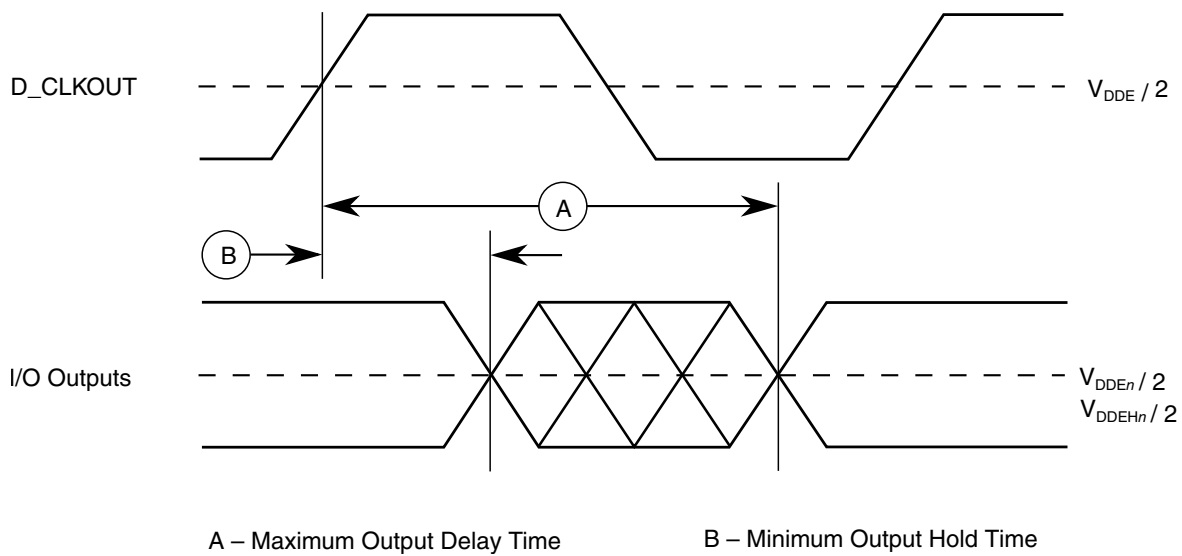 D_CLKOUT
V_DDE / 2
A
B
I/O Outputs
V_DDEn / 2
V_DDEHn / 2
A – Maximum Output Delay Time
B – Minimum Output Hold Time